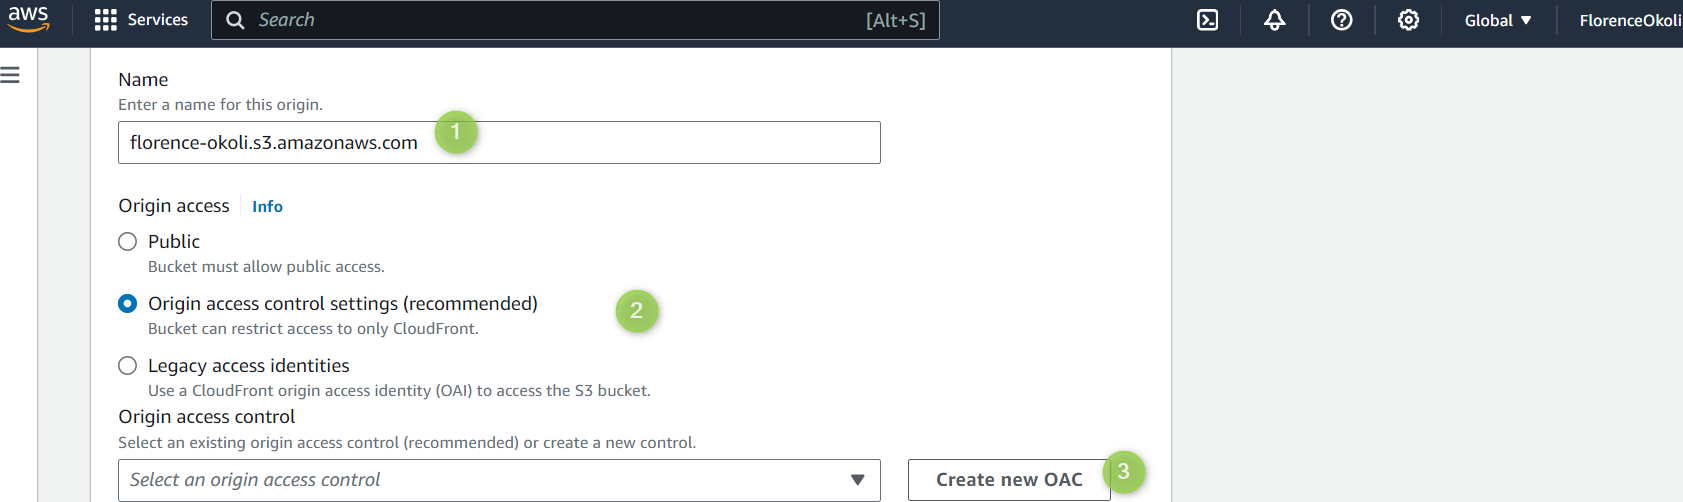 aws Services Search [Alt+S] Global FlorenceOkoli
Name
Enter a name for this origin.
florence-okoli.s3.amazonaws.com 1
Origin access Info
Public
Bucket must allow public access.
Origin access control settings (recommended) 2
Bucket can restrict access to only CloudFront.
Legacy access identities
Use a CloudFront origin access identity (OAI) to access the S3 bucket.
Origin access control
Select an existing origin access control (recommended) or create a new control.
Select an origin access control Create new OAC 3